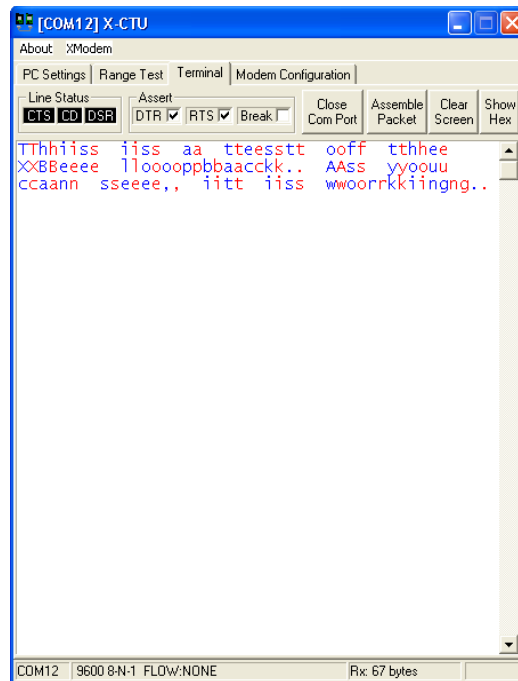 [COM12] X-CTU
About XModem
PC Settings Range Test Terminal Modem Configuration
Line Status Assert
CTS CD DSR DTR RTS Break Close Com Port Assemble Packet Clear Screen Show Hex
TThhiiss  iiss  aa  tteesstt  ooff  tthhee
XXBBeeee  llooooppbbaacckk..  AAss  yyoouu
ccaann  sseeee,,  iitt  iiss  wwoorrkkiingng..
COM12 9600 8-N-1 FLOW:NONE Rx: 67 bytes